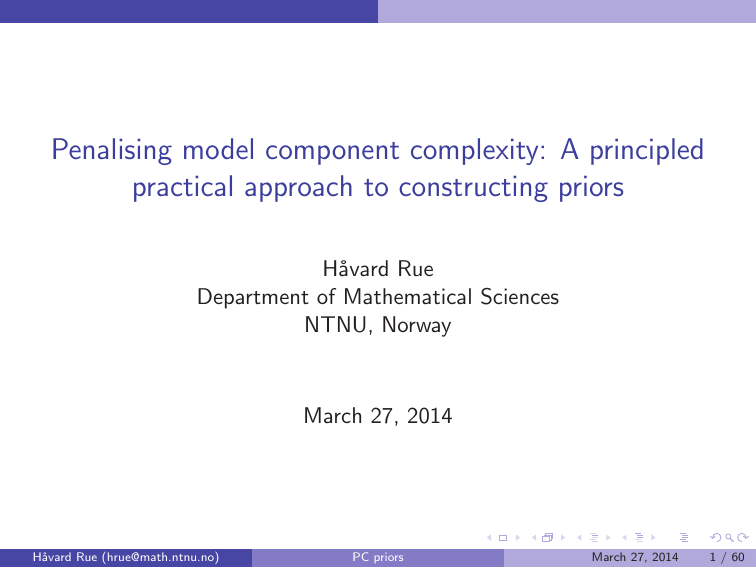 Penalising model component complexity: A principled
practical approach to constructing priors
Håvard Rue
Department of Mathematical Sciences
NTNU, Norway
March 27, 2014
Håvard Rue (hrue@math.ntnu.no) PC priors March 27, 2014 1 / 60